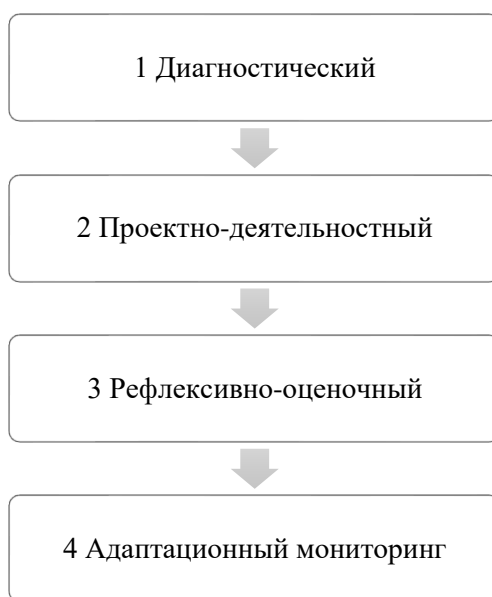 1 Диагностический
2 Проектно-деятельностный
3 Рефлексивно-оценочный
4 Адаптационный мониторинг